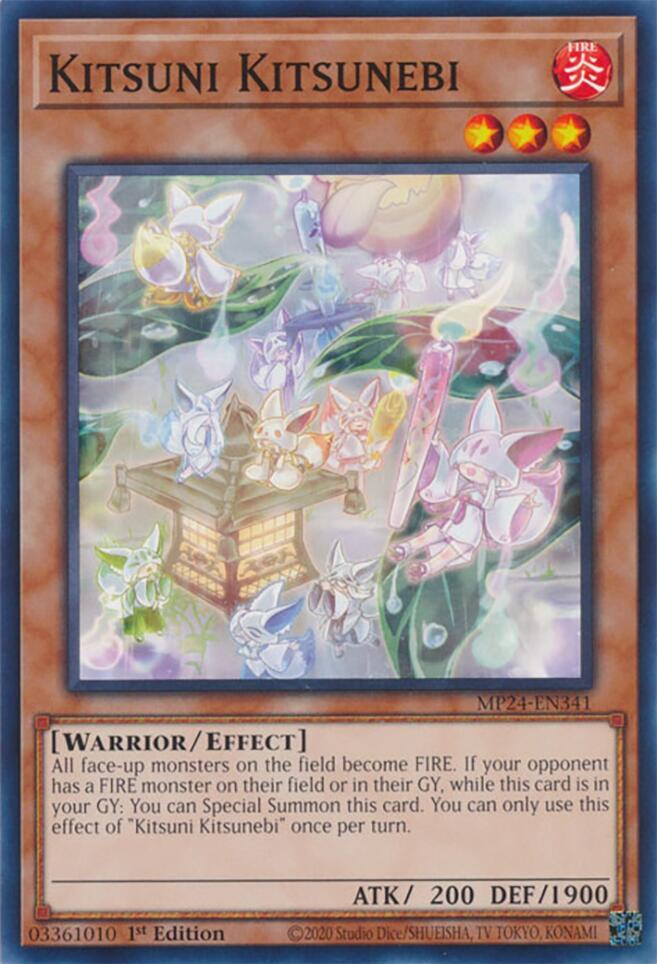 Kitsuni Kitsunebi
FIRE
炎
MP24-EN341
[Warrior/Effect]
All face-up monsters on the field become FIRE. If your opponent
has a FIRE monster on their field or in their GY, while this card is in
your GY: You can Special Summon this card. You can only use this
effect of "Kitsuni Kitsunebi" once per turn.
ATK/ 200 DEF/1900
03361010 1st Edition ©2020 Studio Dice/SHUEISHA, TV TOKYO, KONAMI